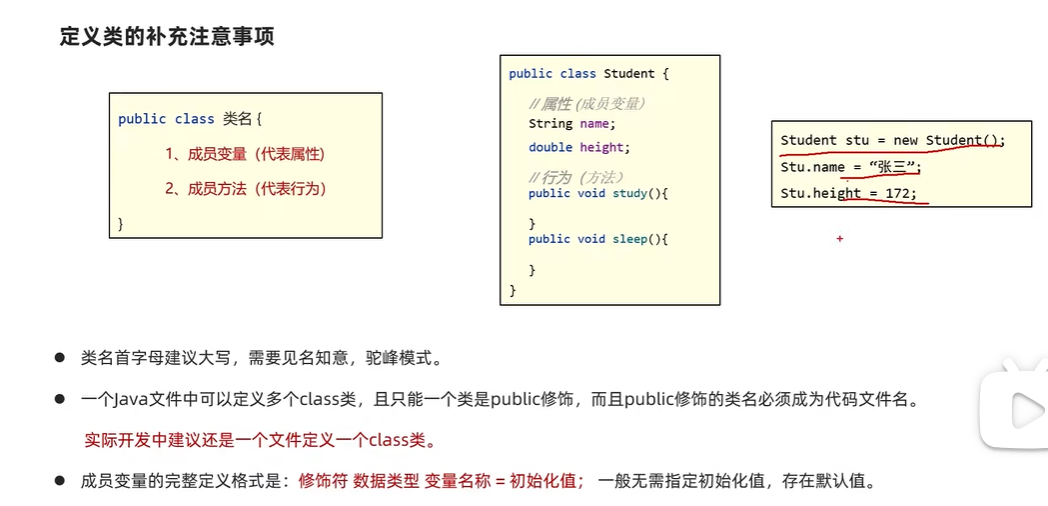 定义类的补充注意事项
public class 类名 {
1、成员变量（代表属性)
2、成员方法（代表行为）
}
public class Student {
//属性 (成员变量）
String name;
double height;
//行为（方法）
public void study(){
}
public void sleep(){
}
}
Student stu = new Student();
Stu.name = “张三”;
Stu.height = 172;
● 类名首字母建议大写，需要见名知意，驼峰模式。
● 一个Java文件中可以定义多个class类，且只能一个类是public修饰，而且public修饰的类名必须成为代码文件名。
实际开发中建议还是一个文件定义一个class类。
● 成员变量的完整定义格式是：修饰符 数据类型 变量名称 = 初始化值； 一般无需指定初始化值，存在默认值。